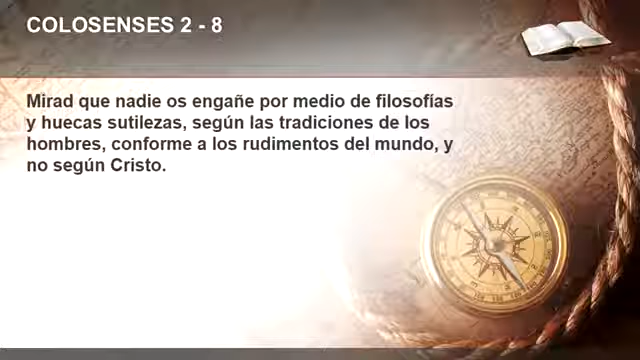 COLOSENSES 2 - 8
Mirad que nadie os engañe por medio de filosofías
y huecas sutilezas, según las tradiciones de los
hombres, conforme a los rudimentos del mundo, y
no según Cristo.